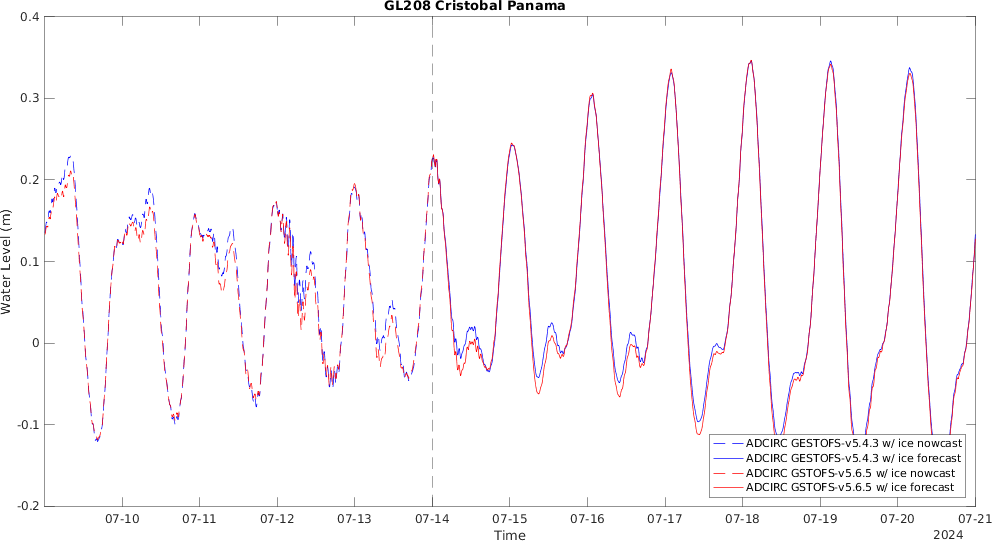 GL208 Cristobal Panama
0.4
0.3
0.2
0.1
0
-0.1
-0.2
Water Level (m)
ADCIRC GESTOFS-v5.4.3 w/ ice nowcast
ADCIRC GESTOFS-v5.4.3 w/ ice forecast
ADCIRC GSTOFS-v5.6.5 w/ ice nowcast
ADCIRC GSTOFS-v5.6.5 w/ ice forecast
07-10 07-11 07-12 07-13 07-14 07-15 07-16 07-17 07-18 07-19 07-20 07-21
Time
2024